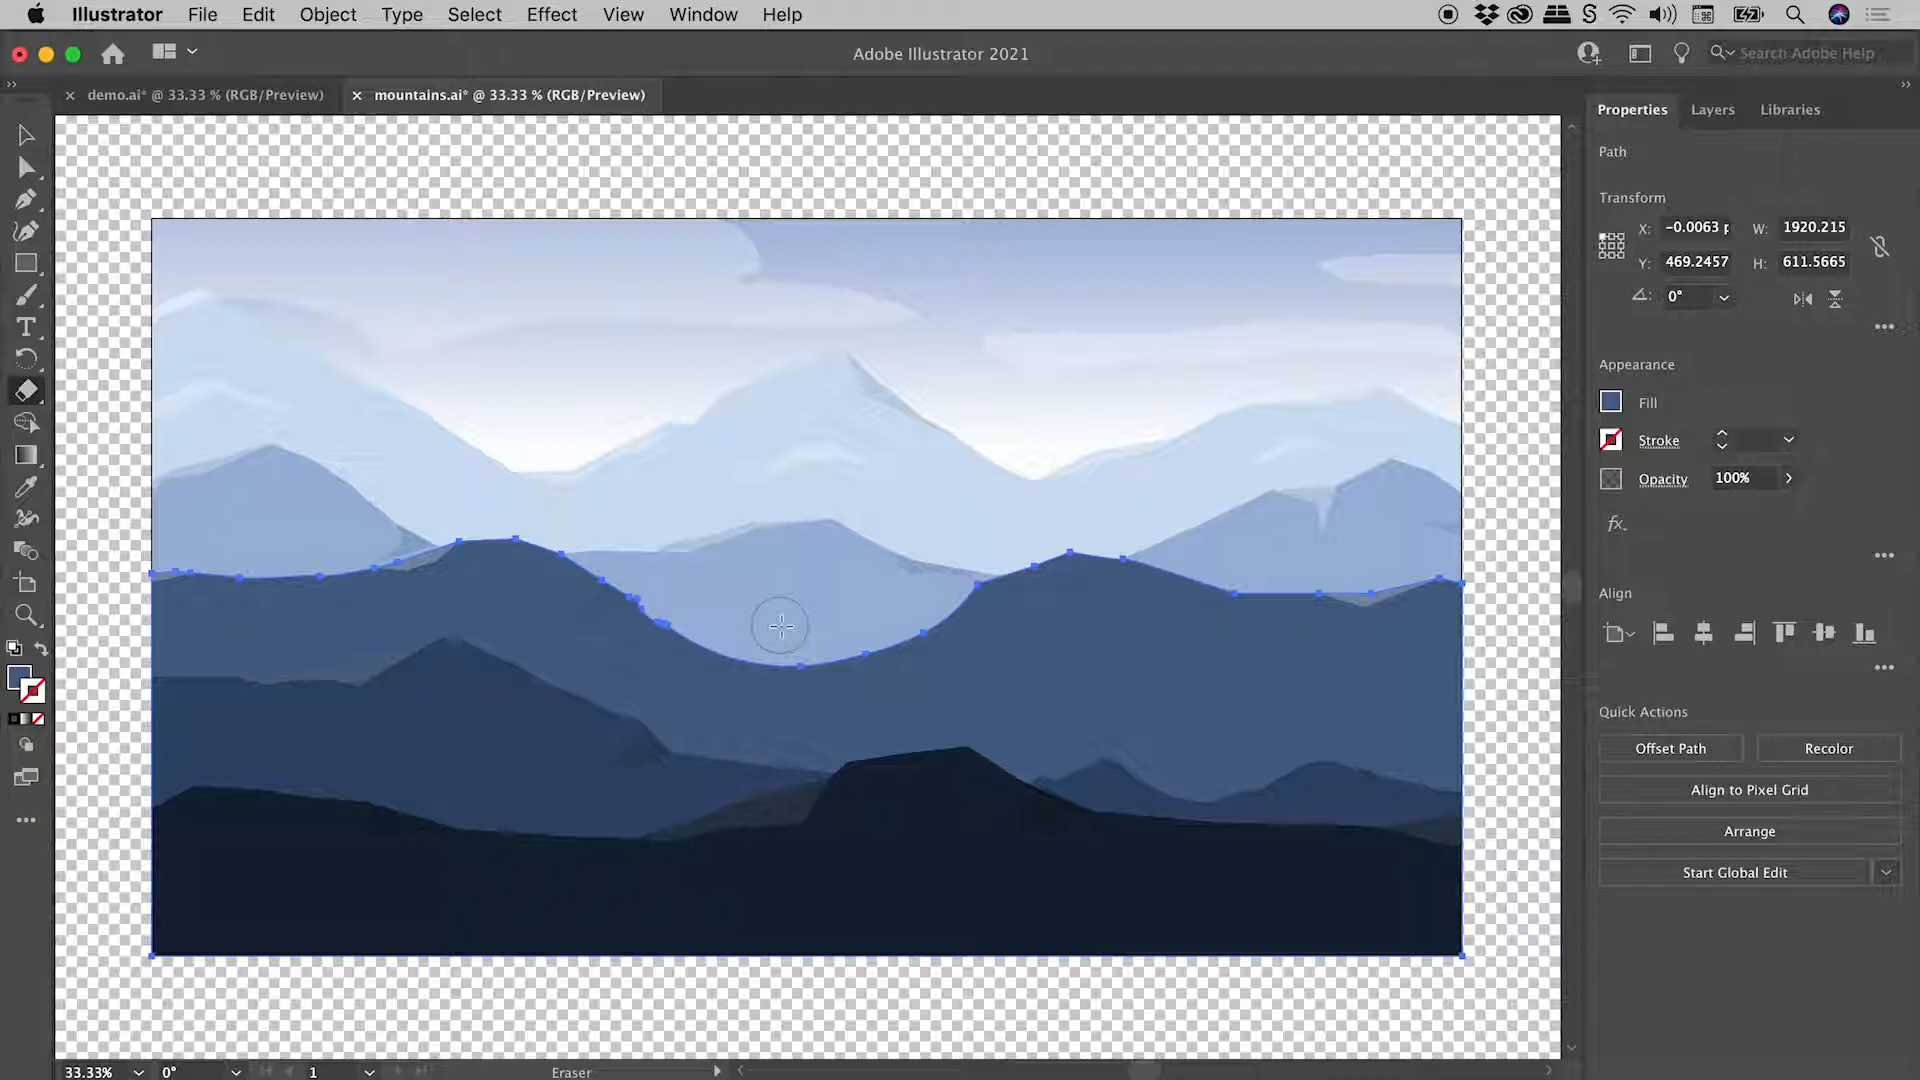 Illustrator File Edit Object Type Select Effect View Window Help
Adobe Illustrator 2021
Search Adobe Help
demo.ai* @ 33.33 % (RGB/Preview)
mountains.ai* @ 33.33 % (RGB/Preview)
Properties Layers Libraries
Path
Transform
X: -0.0063 p W: 1920.215
Y: 469.2457 H: 611.5665
0°
Appearance
Fill
Stroke
Opacity 100%
fx.
Align
Quick Actions
Offset Path Recolor
Align to Pixel Grid
Arrange
Start Global Edit
33.33% 0° 1 Eraser